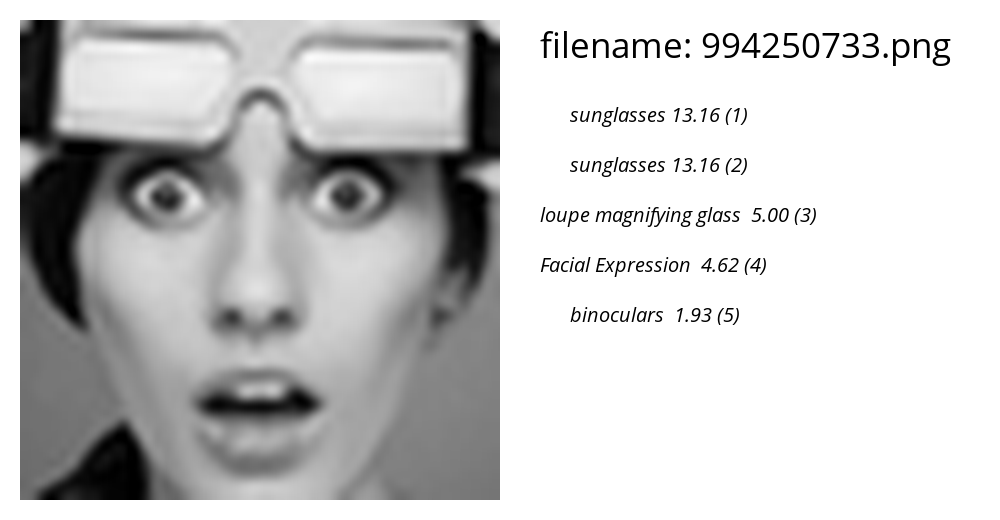 filename: 994250733.png
sunglasses 13.16 (1)
sunglasses 13.16 (2)
loupe magnifying glass 5.00 (3)
Facial Expression 4.62 (4)
binoculars 1.93 (5)